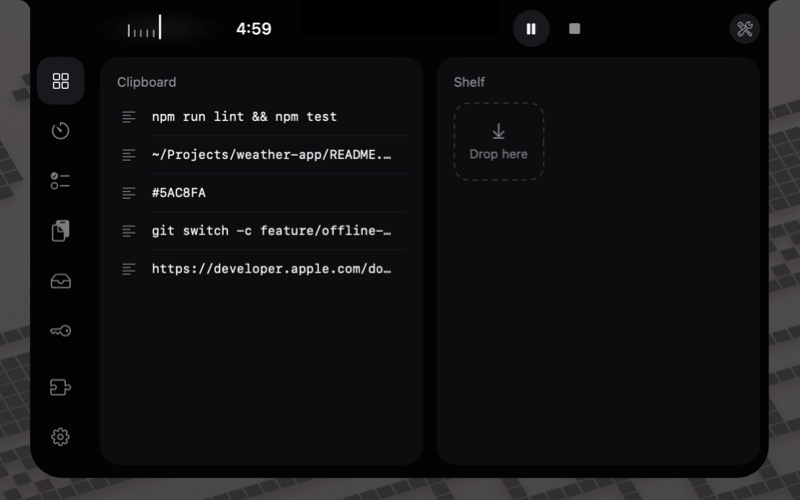 4:59
Clipboard
npm run lint && npm test
~/Projects/weather-app/README.…
#5AC8FA
git switch -c feature/offline-…
https://developer.apple.com/do…
Shelf
Drop here